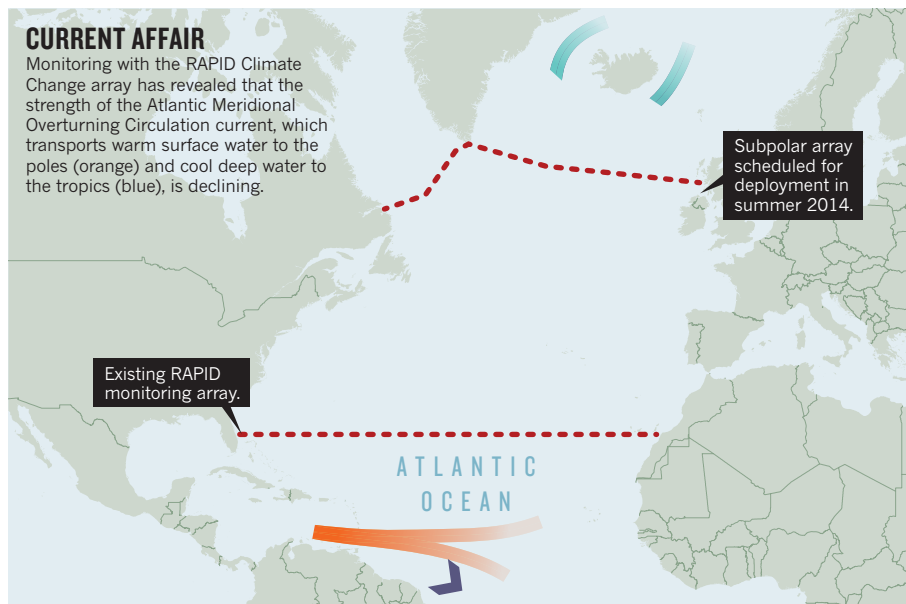 CURRENT AFFAIR
Monitoring with the RAPID Climate
Change array has revealed that the
strength of the Atlantic Meridional
Overturning Circulation current, which
transports warm surface water to the
poles (orange) and cool deep water to
the tropics (blue), is declining.
Subpolar array
scheduled for
deployment in
summer 2014.
Existing RAPID
monitoring array.
ATLANTIC
OCEAN